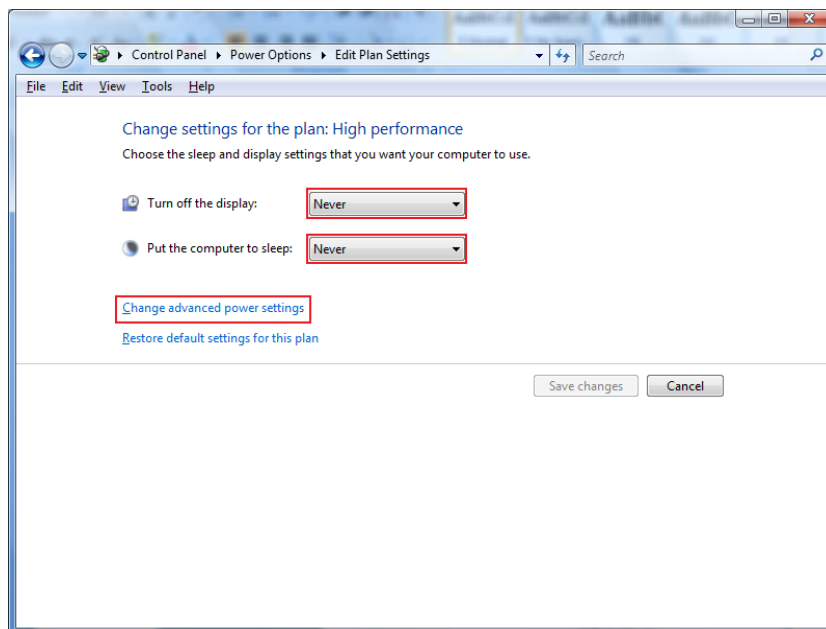 Control Panel Power Options Edit Plan Settings Search
File Edit View Tools Help
Change settings for the plan: High performance
Choose the sleep and display settings that you want your computer to use.
Turn off the display: Never
Put the computer to sleep: Never
Change advanced power settings
Restore default settings for this plan
Save changes Cancel